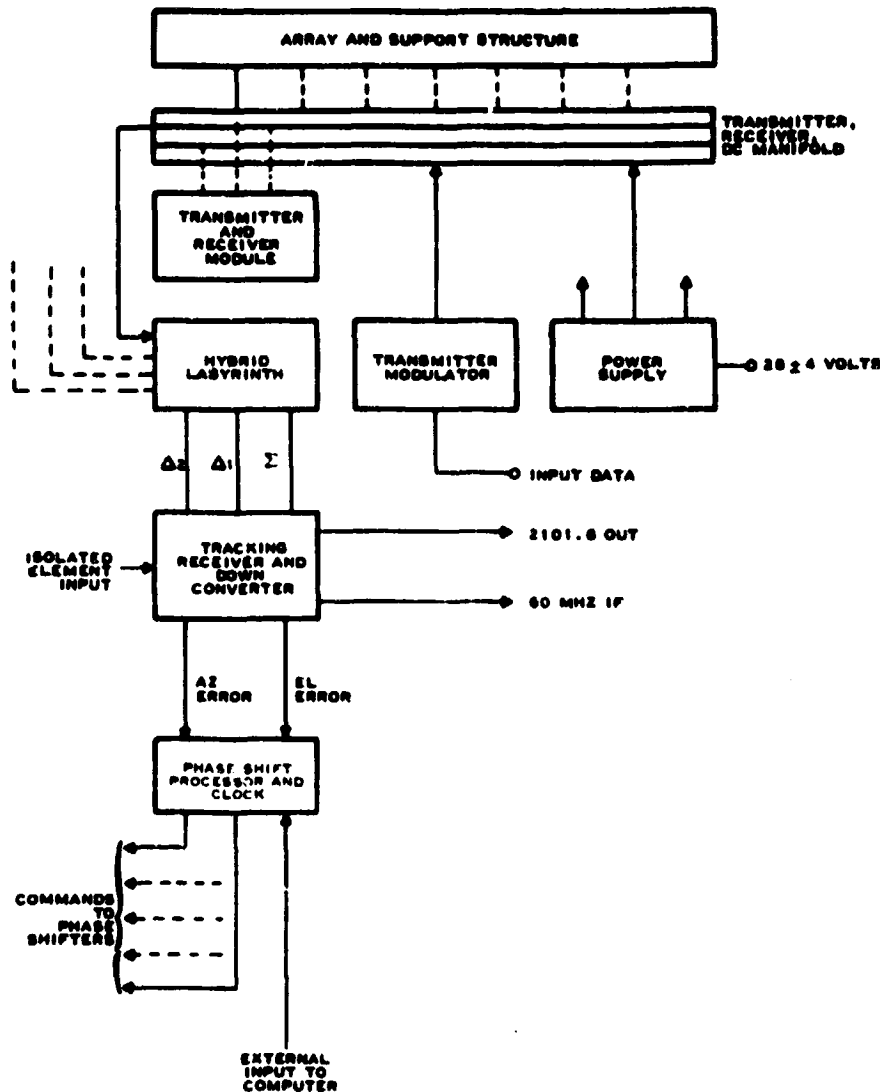 ARRAY AND SUPPORT STRUCTURE
TRANSMITTER,
RECEIVER,
DC MANIFOLD
TRANSMITTER
AND
RECEIVER
MODULE
HYBRID
LABYRINTH
TRANSMITTER
MODULATOR
POWER
SUPPLY
28 ± 4 VOLTS
Δ2 Δ1 Σ
INPUT DATA
ISOLATED
ELEMENT
INPUT
TRACKING
RECEIVER AND
DOWN
CONVERTER
2101.6 OUT
60 MHZ IF
AZ
ERROR
EL
ERROR
PHASE SHIFT
PROCESSOR AND
CLOCK
COMMANDS
TO
PHASE
SHIFTERS
EXTERNAL
INPUT TO
COMPUTER